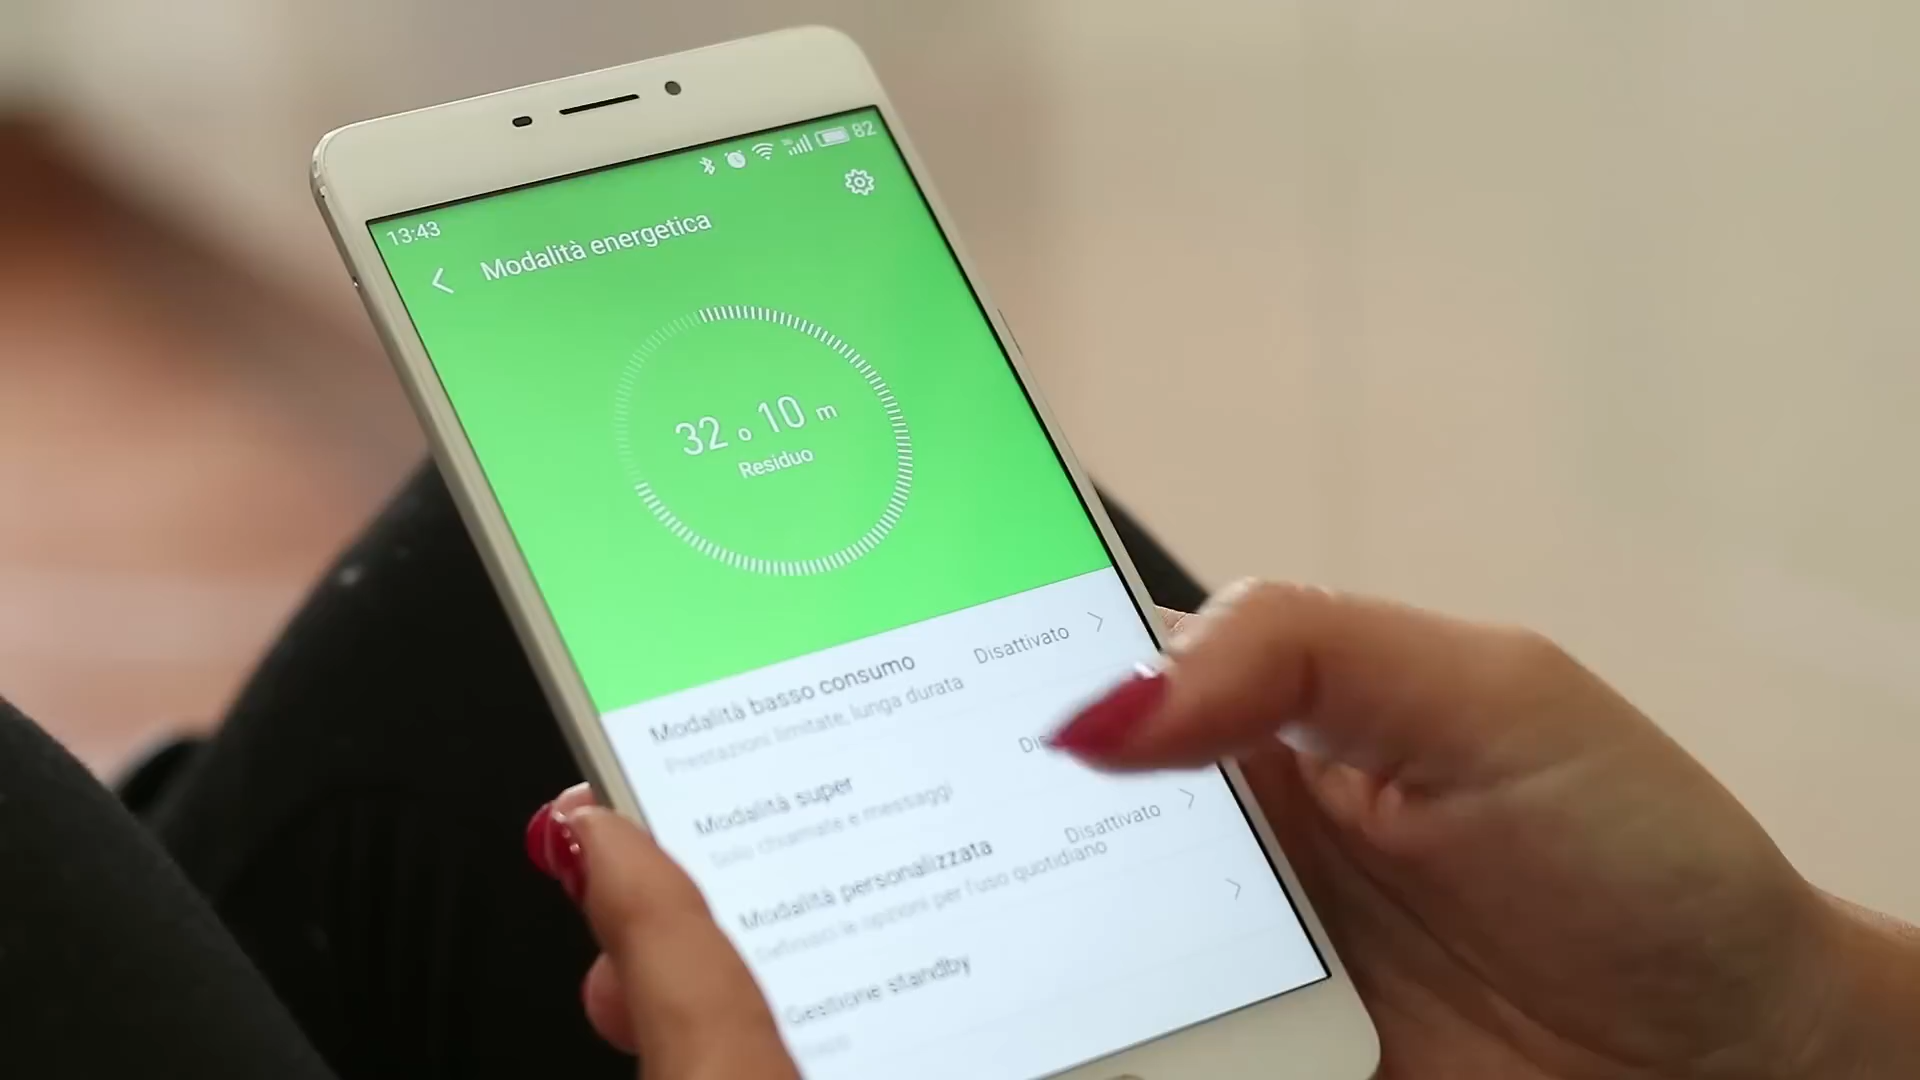 82
13:43
Modalità energetica
32 o 10 m
Residuo
Modalità basso consumo
Disattivato
Prestazioni limitate, lunga durata
Modalità super
Solo chiamate e messaggi
Modalità personalizzata
Disattivato
Definisci le opzioni per l'uso quotidiano
Gestione standby